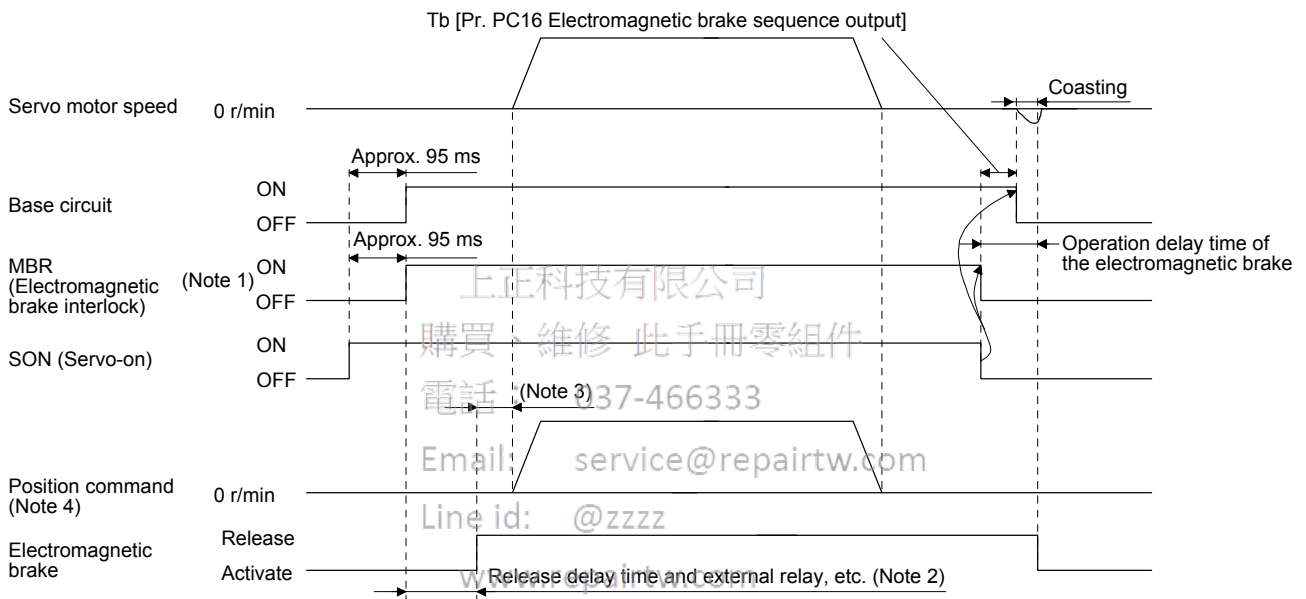 Tb [Pr. PC16 Electromagnetic brake sequence output]
Coasting
Servo motor speed 0 r/min
Approx. 95 ms
ON
Base circuit
OFF
Approx. 95 ms
Operation delay time of
the electromagnetic brake
MBR
(Electromagnetic
brake interlock)
(Note 1)
ON
OFF
上正科技有限公司
購買、維修 此手冊零組件
ON
SON (Servo-on)
OFF
電話: 037-466333
(Note 3)
Email: service@repairtw.com
Position command
(Note 4)
0 r/min
Line id: @zzzz
Release
Electromagnetic
brake
Activate
www.repairtw.com
Release delay time and external relay, etc. (Note 2)